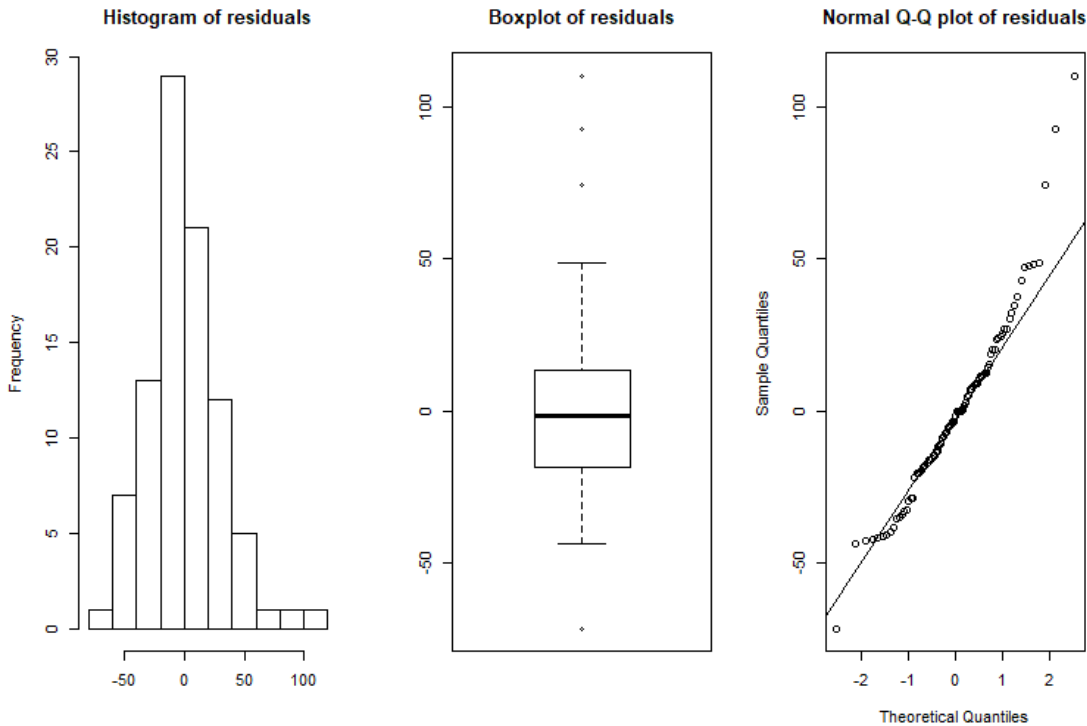 Histogram of residuals
Frequency
30
25
20
15
10
5
0
-50 0 50 100
Boxplot of residuals
100
50
0
-50
Normal Q-Q plot of residuals
Sample Quantiles
100
50
0
-50
-2 -1 0 1 2
Theoretical Quantiles